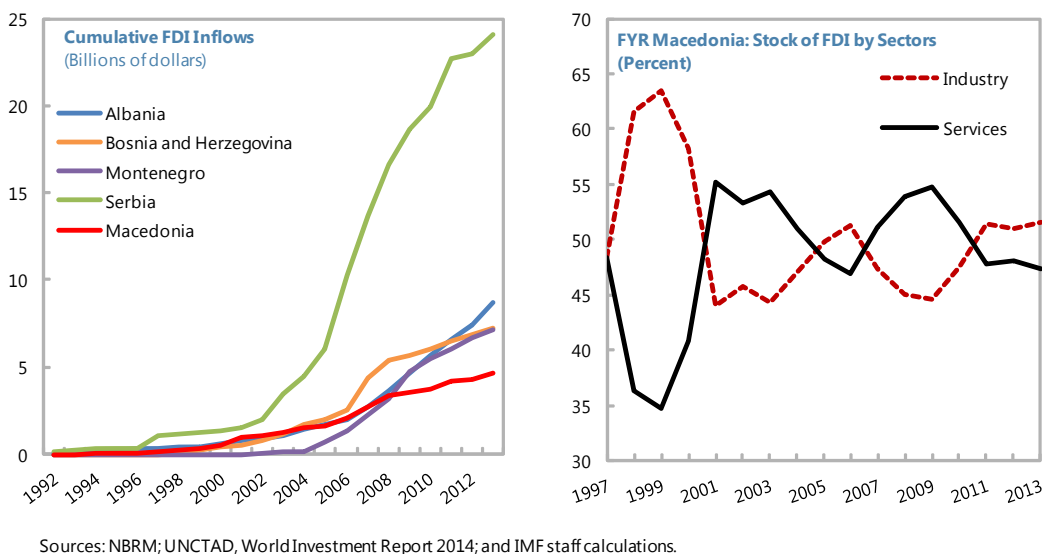 Cumulative FDI Inflows
(Billions of dollars)
25
20
15
10
5
0
Albania
Bosnia and Herzegovina
Montenegro
Serbia
Macedonia
1992
1994
1996
1998
2000
2002
2004
2006
2008
2010
2012
FYR Macedonia: Stock of FDI by Sectors
(Percent)
70
65
60
55
50
45
40
35
30
Industry
Services
1997
1999
2001
2003
2005
2007
2009
2011
2013
Sources: NBRM; UNCTAD, World Investment Report 2014; and IMF staff calculations.